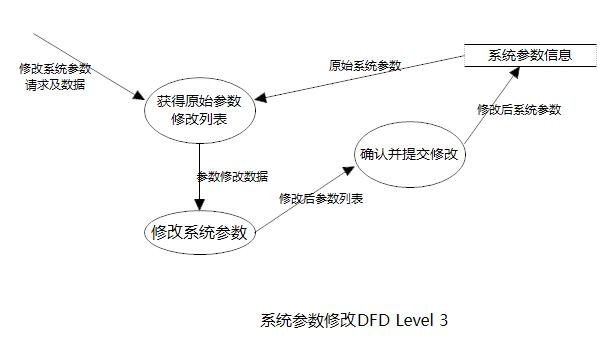 原始系统参数
系统参数信息
修改系统参数
请求及数据
获得原始参数
修改列表
修改后系统参数
确认并提交修改
参数修改数据
修改后参数列表
修改系统参数
系统参数修改DFD Level 3